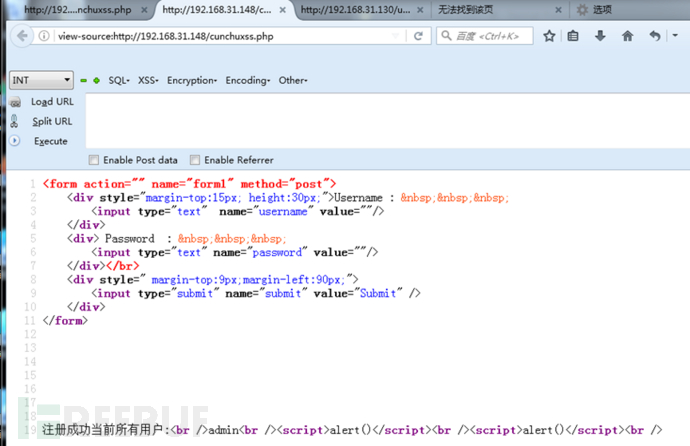 http://192....nchuxss.php
http://192.168.31.148/c...
http://192.168.31.130/u...
无法找到该页
选项
view-source:http://192.168.31.148/cunchuxss.php
百度 <Ctrl+K>
INT
SQL- XSS- Encryption- Encoding- Other-
Load URL
Split URL
Execute
Enable Post data
Enable Referrer
1 <form action="" name="form1" method="post">
2 <div style="margin-top:15px; height:30px;">Username : &nbsp;&nbsp;&nbsp;
3 <input type="text" name="username" value=""/>
4 </div>
5 <div> Password : &nbsp;&nbsp;&nbsp;
6 <input type="text" name="password" value=""/>
7 </div></br>
8 <div style=" margin-top:9px;margin-left:90px;">
9 <input type="submit" name="submit" value="Submit" />
10 </div>
11 </form>
12
13
14
15
16
17
18
19 注册成功当前所有用户:<br />admin<br /><script>alert()</script><br /><script>alert()</script><br />
REEBUF